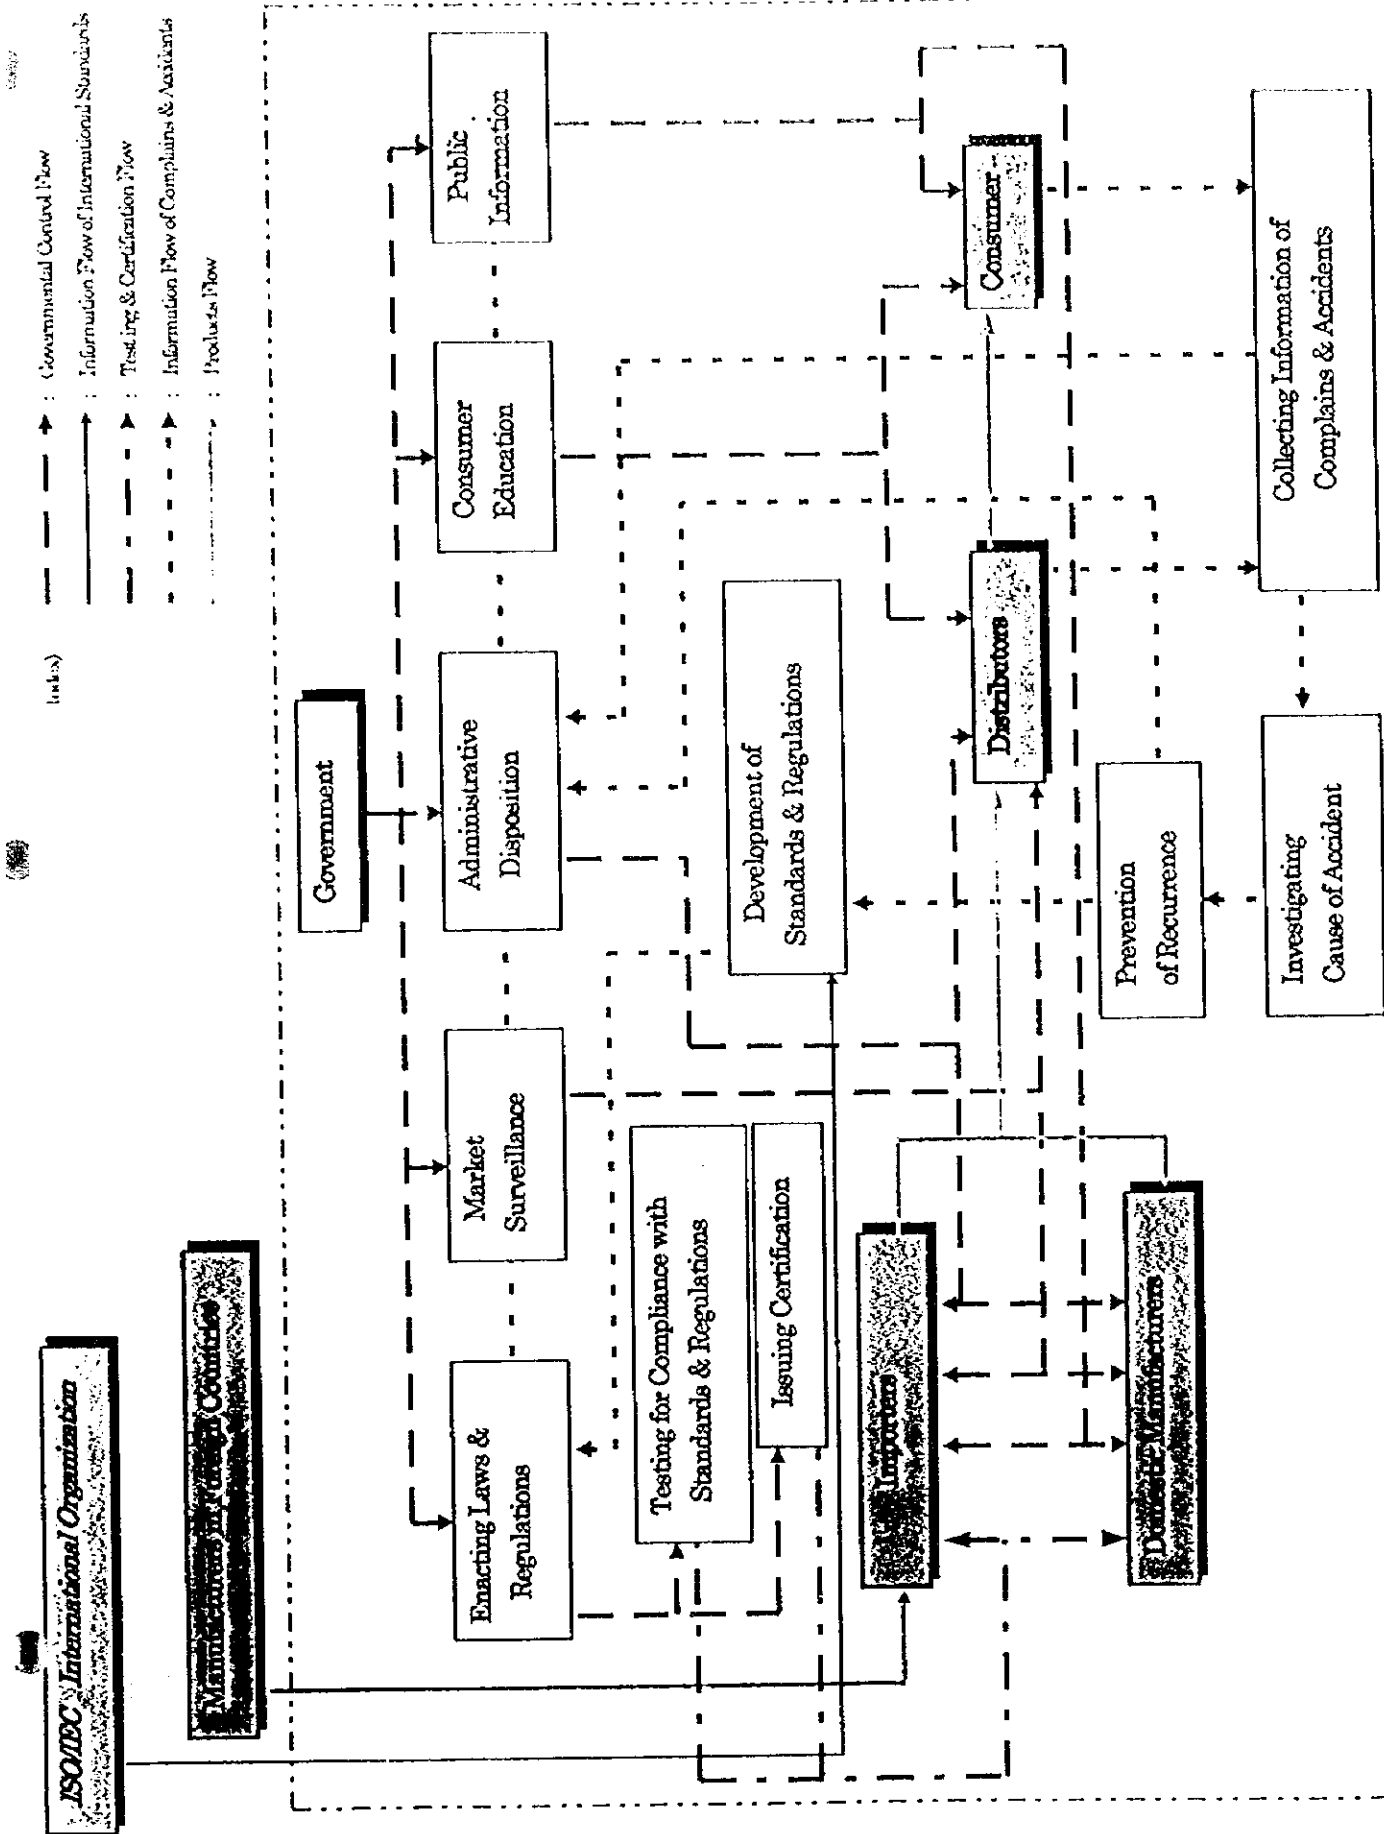 Index)
: Governmental Control Flow
: Information Flow of International Standards
: Testing & Certification Flow
: Information Flow of Complains & Accidents
: Products Flow
ISO/IEC International Organization
Manufacturers in Foreign Countries
Government
Enacting Laws &
Regulations
Market
Surveillance
Administrative
Disposition
Consumer
Education
Public
Information
Testing for Compliance with
Standards & Regulations
Issuing Certification
Development of
Standards & Regulations
Importers
Distributors
Consumer
Domestic Manufacturers
Prevention
of Recurrence
Investigating
Cause of Accident
Collecting Information of
Complains & Accidents